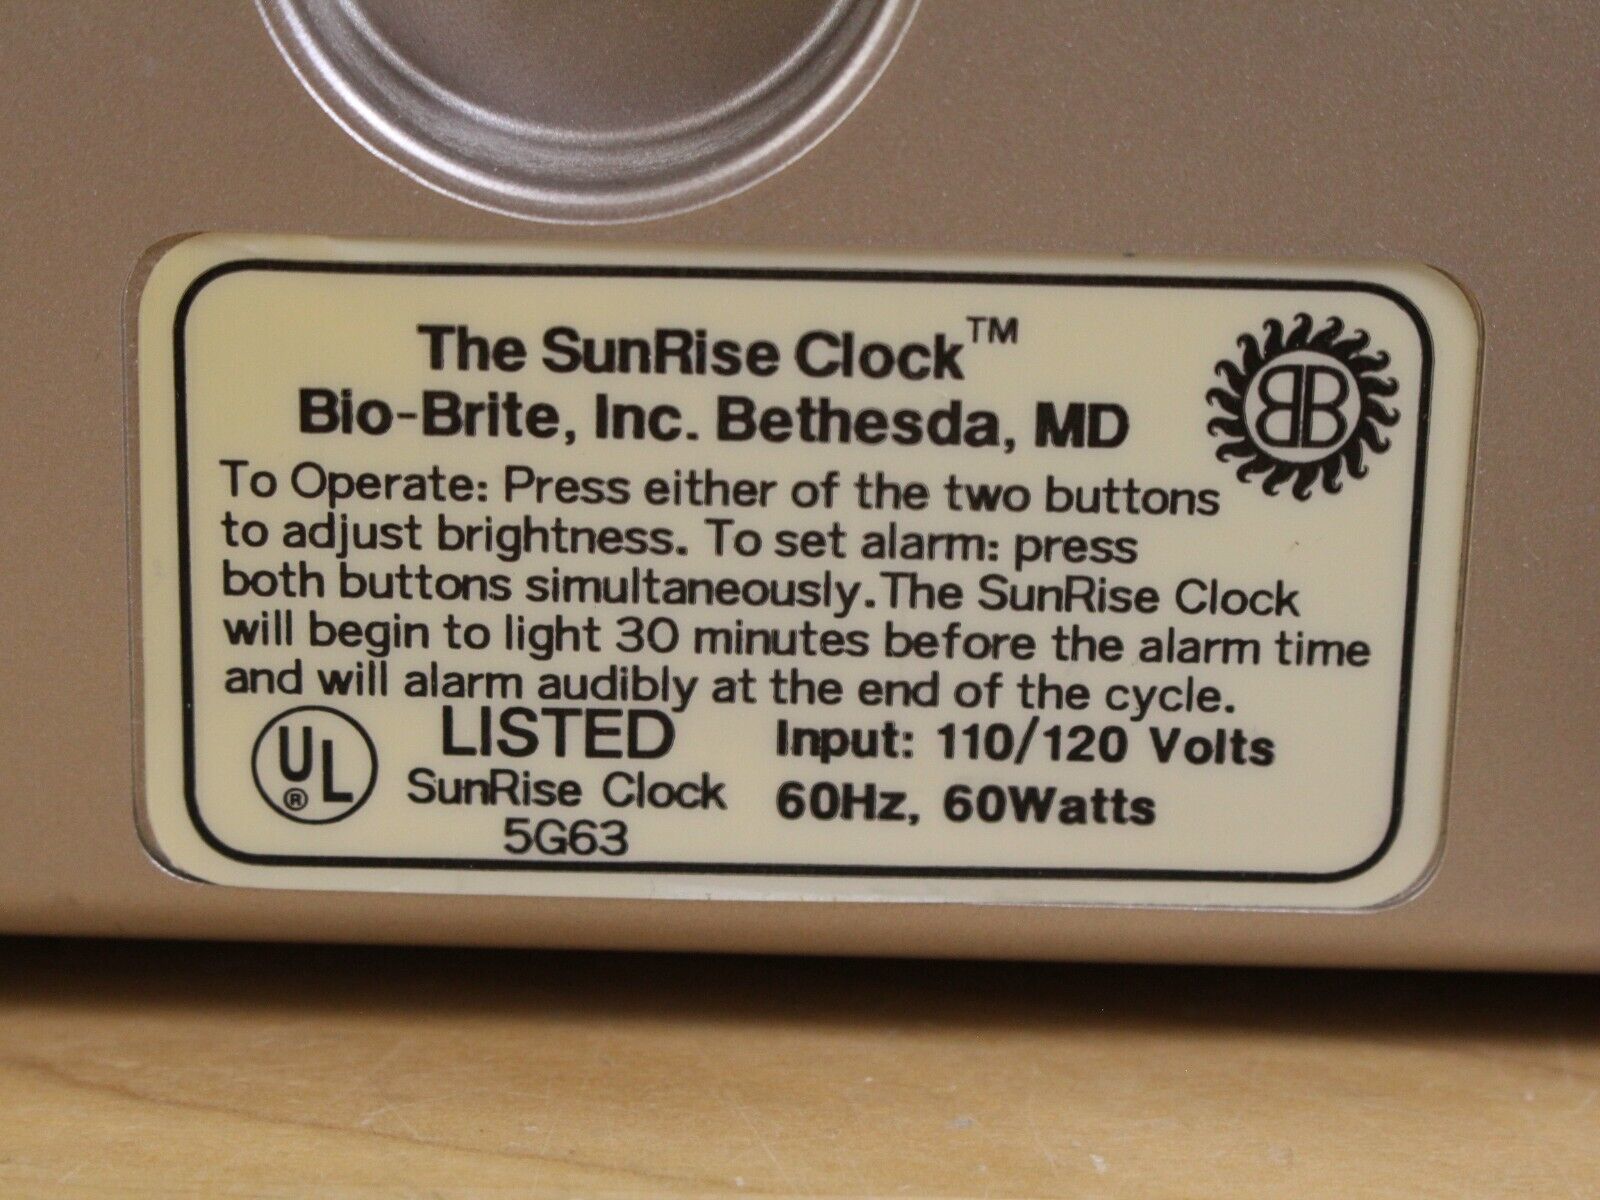 The SunRise Clock™
Bio-Brite, Inc. Bethesda, MD
BB
To Operate: Press either of the two buttons
to adjust brightness. To set alarm: press
both buttons simultaneously. The SunRise Clock
will begin to light 30 minutes before the alarm time
and will alarm audibly at the end of the cycle.
UL®
LISTED
SunRise Clock
5G63
Input: 110/120 Volts
60Hz, 60Watts